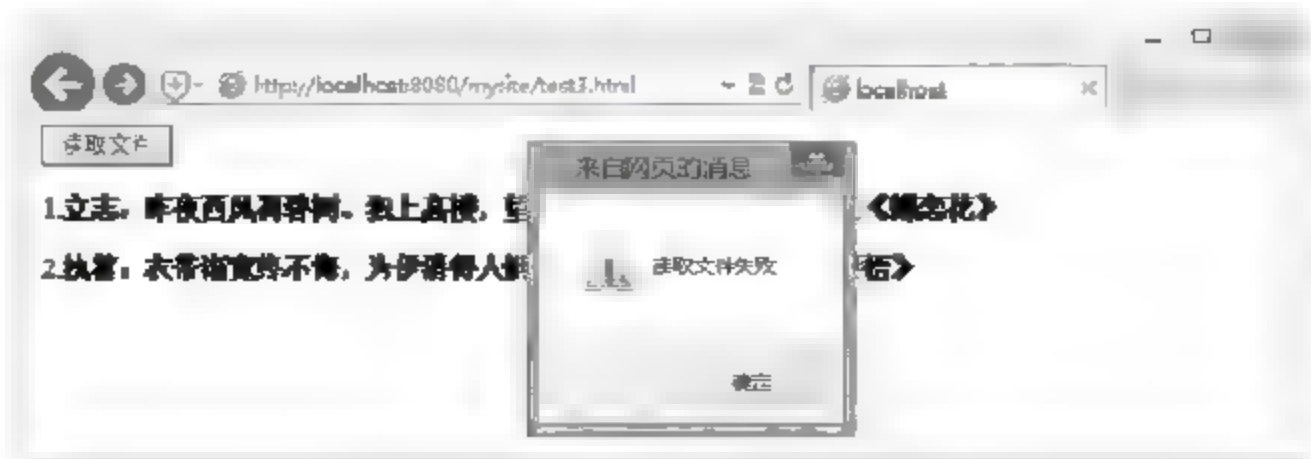 http://localhost:8080/mysite/test3.html
localhost
读取文件
来自网页的消息
1.立志：昨夜西风凋碧树。独上高楼，望 《蝶恋花》
2.执著：衣带渐宽终不悔，为伊消得人憔
读取文件失败
确定